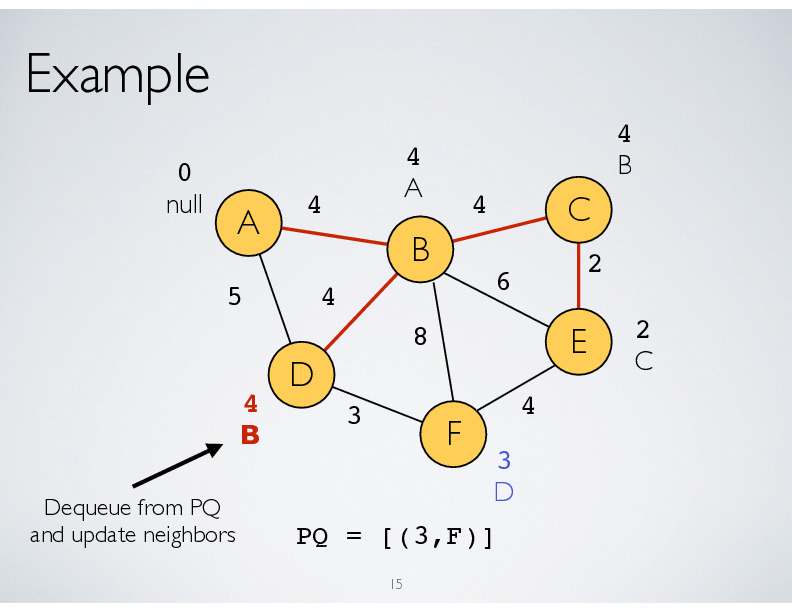 Example
4
B
4
A
0
null
4
4
A
B
C
2
5
4
6
8
2
C
D
E
4
B
3
4
F
3
D
Dequeue from PQ
and update neighbors
PQ = [(3,F)]
15